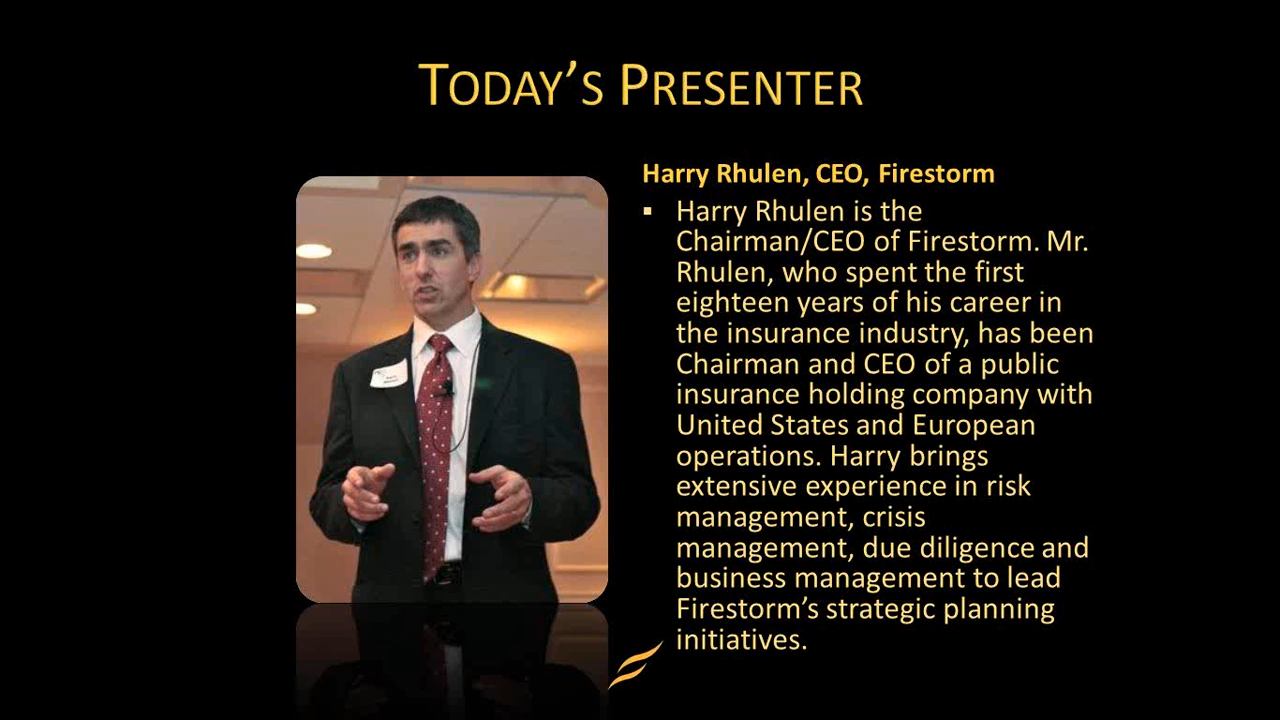 TODAY’S PRESENTER
Harry Rhulen, CEO, Firestorm
▪ Harry Rhulen is the
Chairman/CEO of Firestorm. Mr.
Rhulen, who spent the first
eighteen years of his career in
the insurance industry, has been
Chairman and CEO of a public
insurance holding company with
United States and European
operations. Harry brings
extensive experience in risk
management, crisis
management, due diligence and
business management to lead
Firestorm’s strategic planning
initiatives.